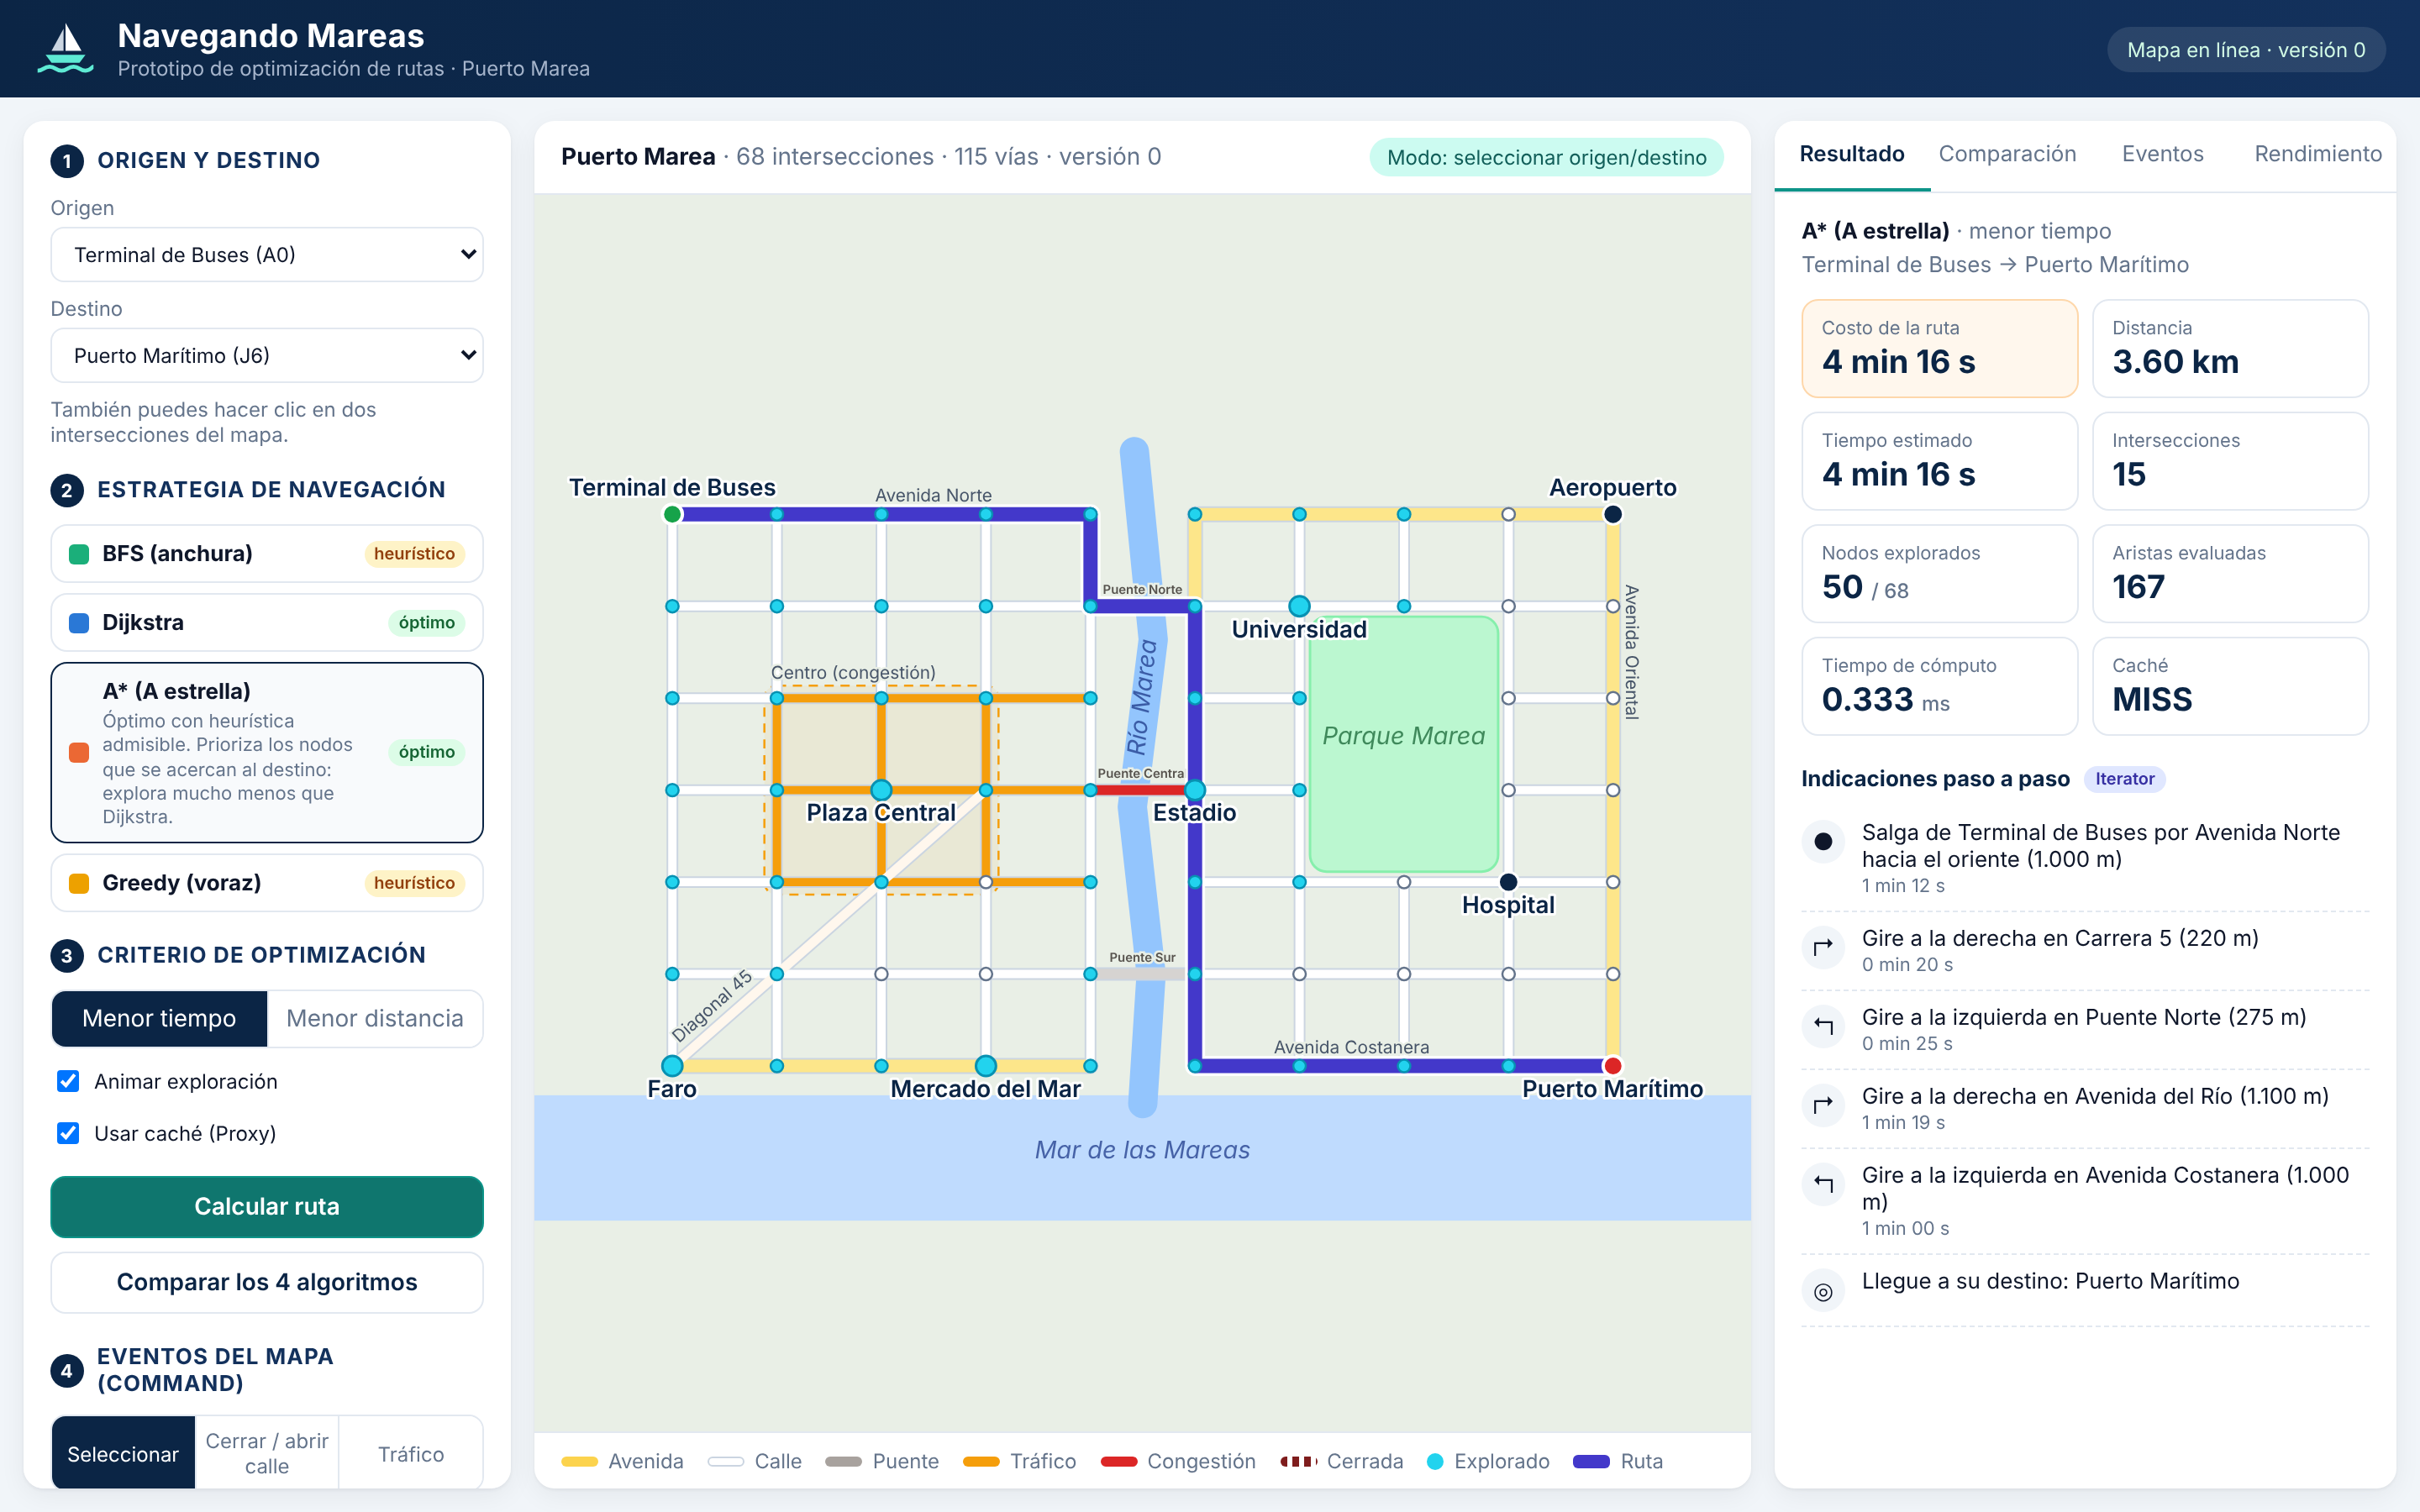 Navegando Mareas
Prototipo de optimización de rutas · Puerto Marea
Mapa en línea · versión 0
1 ORIGEN Y DESTINO
Origen
Terminal de Buses (A0)
Destino
Puerto Marítimo (J6)
También puedes hacer clic en dos
intersecciones del mapa.
2 ESTRATEGIA DE NAVEGACIÓN
BFS (anchura) heurístico
Dijkstra óptimo
A* (A estrella)
Óptimo con heurística
admisible. Prioriza los nodos
que se acercan al destino:
explora mucho menos que
Dijkstra.
óptimo
Greedy (voraz) heurístico
3 CRITERIO DE OPTIMIZACIÓN
Menor tiempo Menor distancia
Animar exploración
Usar caché (Proxy)
Calcular ruta
Comparar los 4 algoritmos
4 EVENTOS DEL MAPA
(COMMAND)
Seleccionar
Cerrar / abrir
calle
Tráfico
Puerto Marea · 68 intersecciones · 115 vías · versión 0
Modo: seleccionar origen/destino
Terminal de Buses
Avenida Norte
Aeropuerto
Puente Norte
Avenida Oriental
Universidad
Centro (congestión)
Río Marea
Parque Marea
Puente Centra
Plaza Central
Estadio
Hospital
Puente Sur
Diagonal 45
Avenida Costanera
Faro
Mercado del Mar
Puerto Marítimo
Mar de las Mareas
Avenida Calle Puente Tráfico Congestión Cerrada Explorado Ruta
Resultado Comparación Eventos Rendimiento
A* (A estrella) · menor tiempo
Terminal de Buses → Puerto Marítimo
Costo de la ruta
4 min 16 s
Distancia
3.60 km
Tiempo estimado
4 min 16 s
Intersecciones
15
Nodos explorados
50 / 68
Aristas evaluadas
167
Tiempo de cómputo
0.333 ms
Caché
MISS
Indicaciones paso a paso Iterator
Salga de Terminal de Buses por Avenida Norte
hacia el oriente (1.000 m)
1 min 12 s
Gire a la derecha en Carrera 5 (220 m)
0 min 20 s
Gire a la izquierda en Puente Norte (275 m)
0 min 25 s
Gire a la derecha en Avenida del Río (1.100 m)
1 min 19 s
Gire a la izquierda en Avenida Costanera (1.000
m)
1 min 00 s
Llegue a su destino: Puerto Marítimo